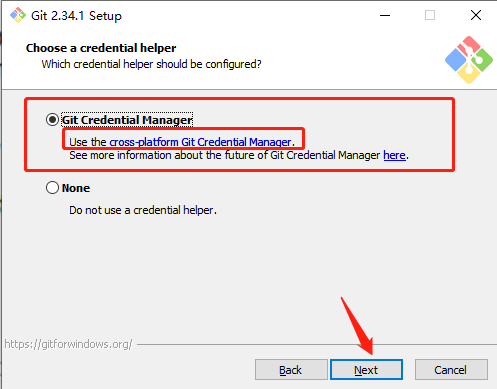 Git 2.34.1 Setup
Choose a credential helper
Which credential helper should be configured?
Git Credential Manager
Use the cross-platform Git Credential Manager.
See more information about the future of Git Credential Manager here.
None
Do not use a credential helper.
https://gitforwindows.org/
Back Next Cancel